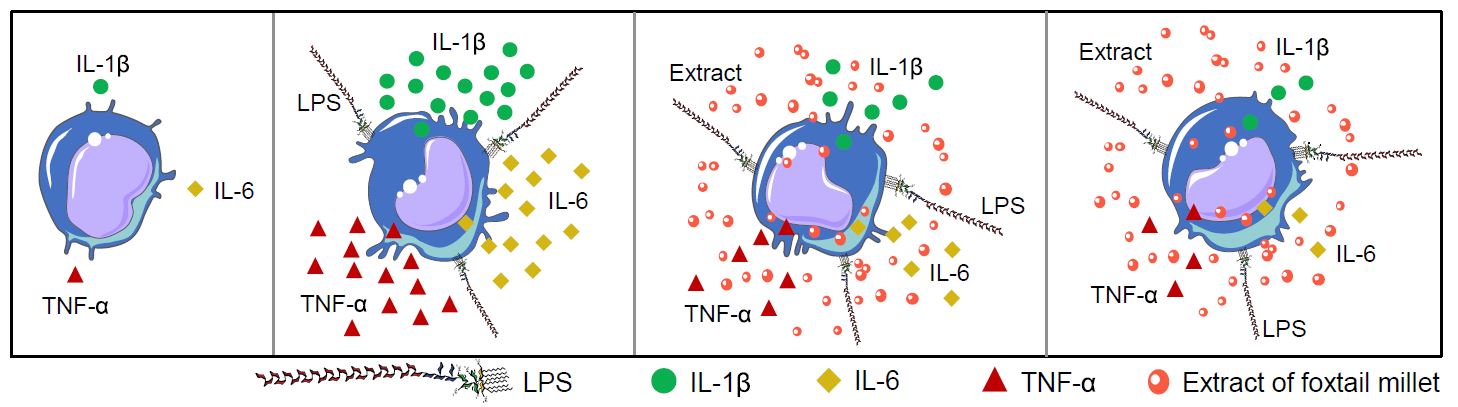 IL-1β
IL-6
TNF-α
IL-1β
LPS
IL-6
TNF-α
Extract
IL-1β
LPS
IL-6
TNF-α
Extract
IL-1β
IL-6
TNF-α
LPS
LPS
IL-1β
IL-6
TNF-α
Extract of foxtail millet